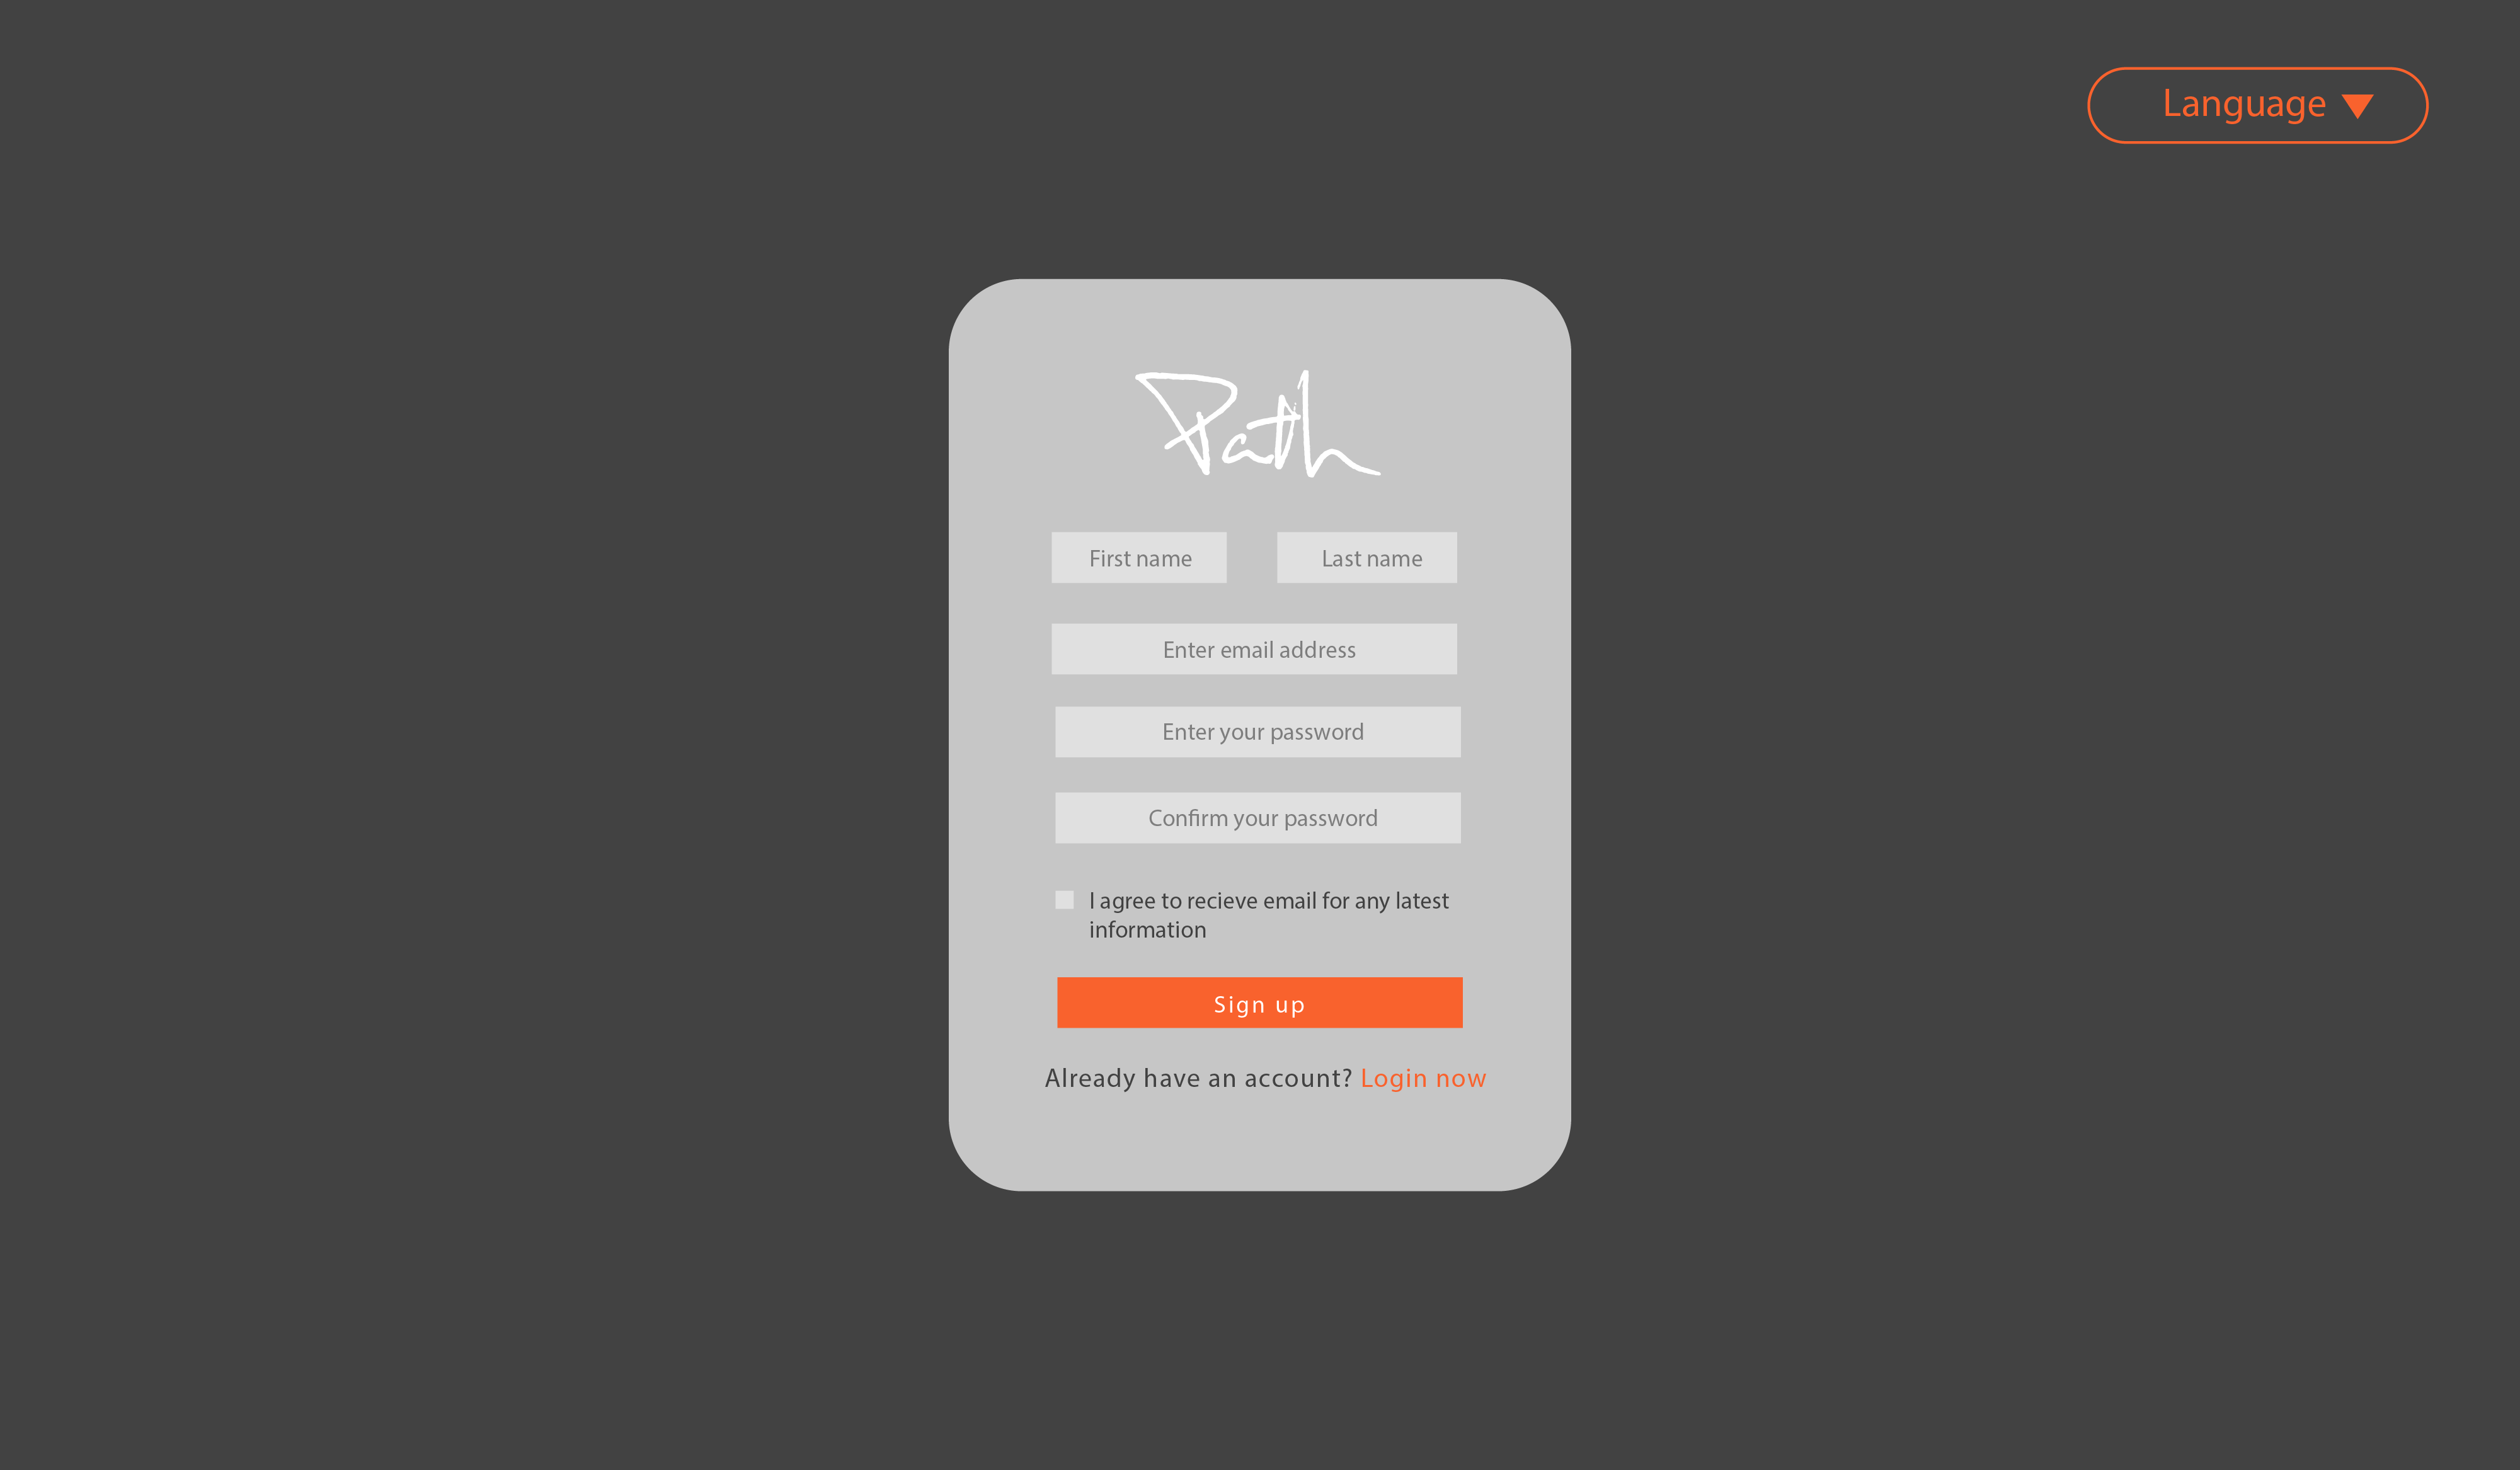 Language
Path
First name
Last name
Enter email address
Enter your password
Confirm your password
I agree to recieve email for any latest
information
Sign up
Already have an account? Login now